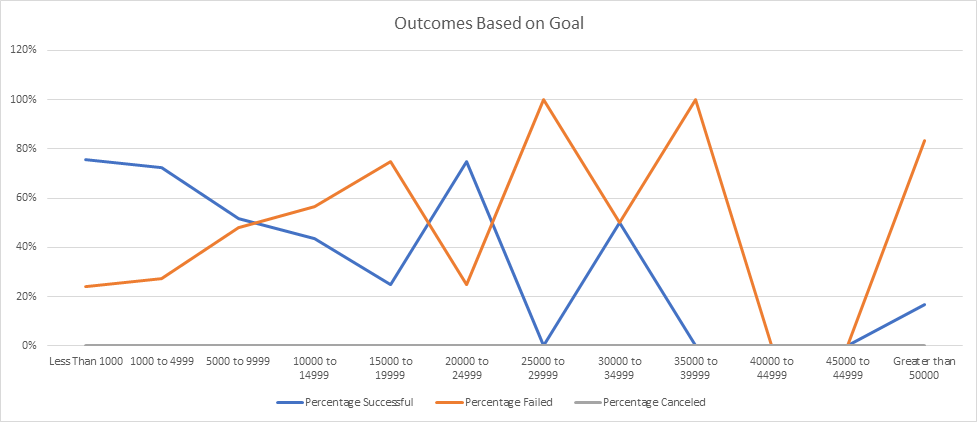 Outcomes Based on Goal
120%
100%
80%
60%
40%
20%
0%
Less Than 1000 1000 to 4999 5000 to 9999 10000 to 15000 to 20000 to 25000 to 30000 to 35000 to 40000 to 45000 to Greater than
14999 19999 24999 29999 34999 39999 44999 44999 50000
Percentage Successful Percentage Failed Percentage Canceled